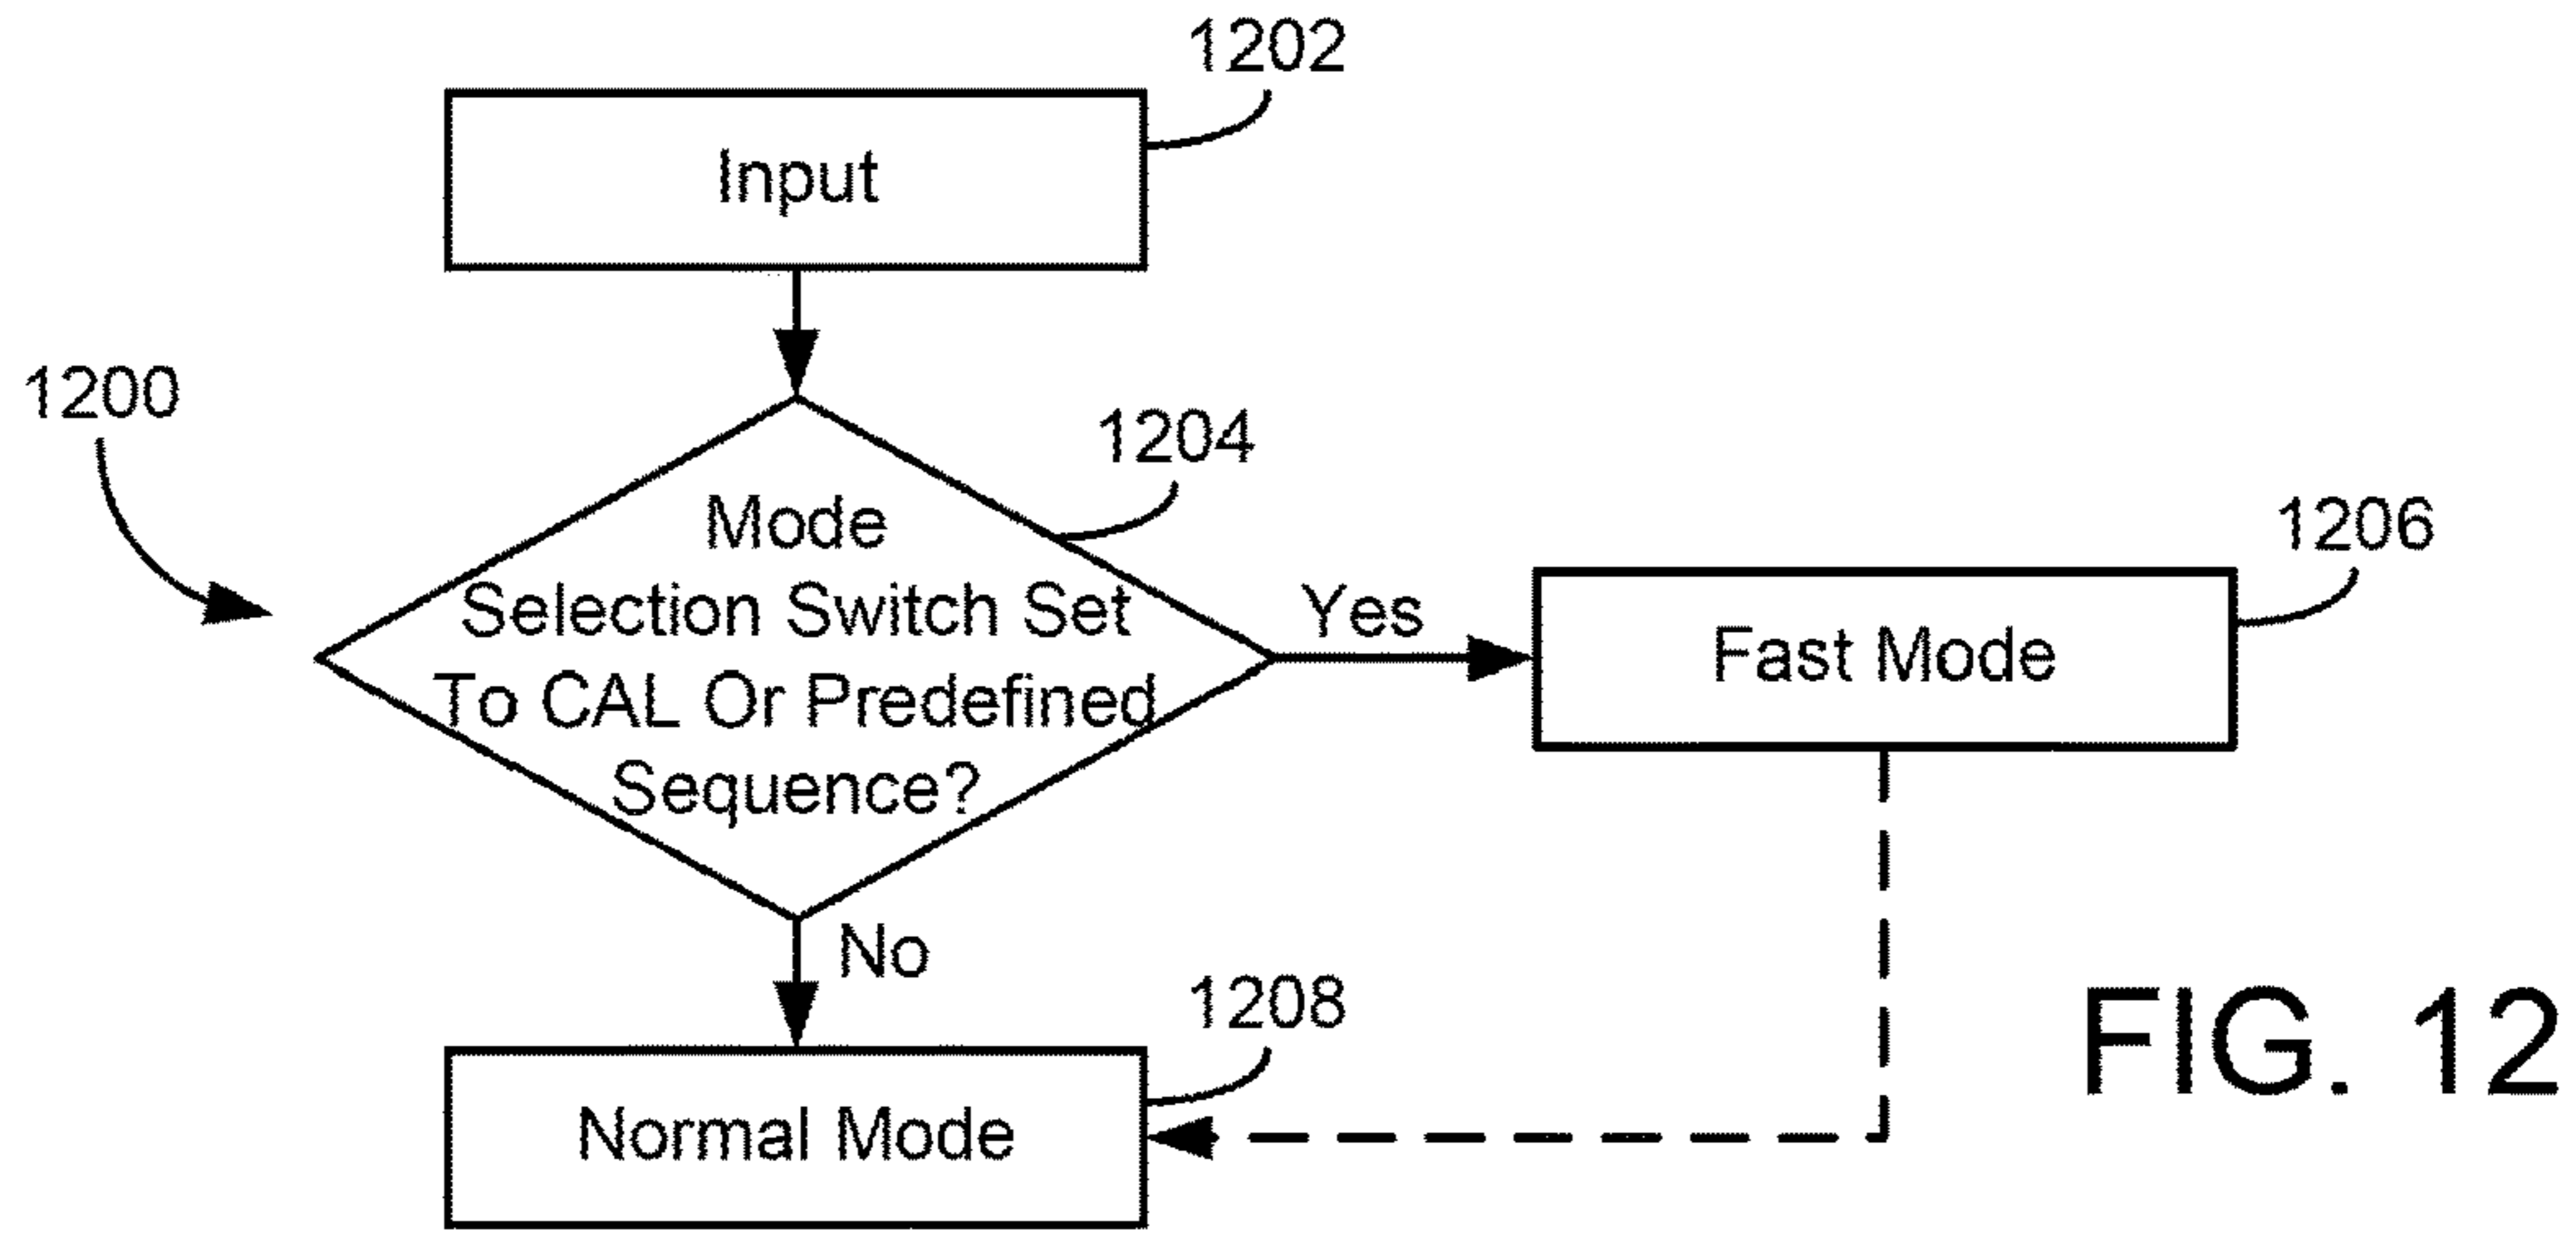 1202
Input
1200
1204
Mode
Selection Switch Set
To CAL Or Predefined
Sequence?
Yes
1206
Fast Mode
No
1208
Normal Mode
FIG. 12